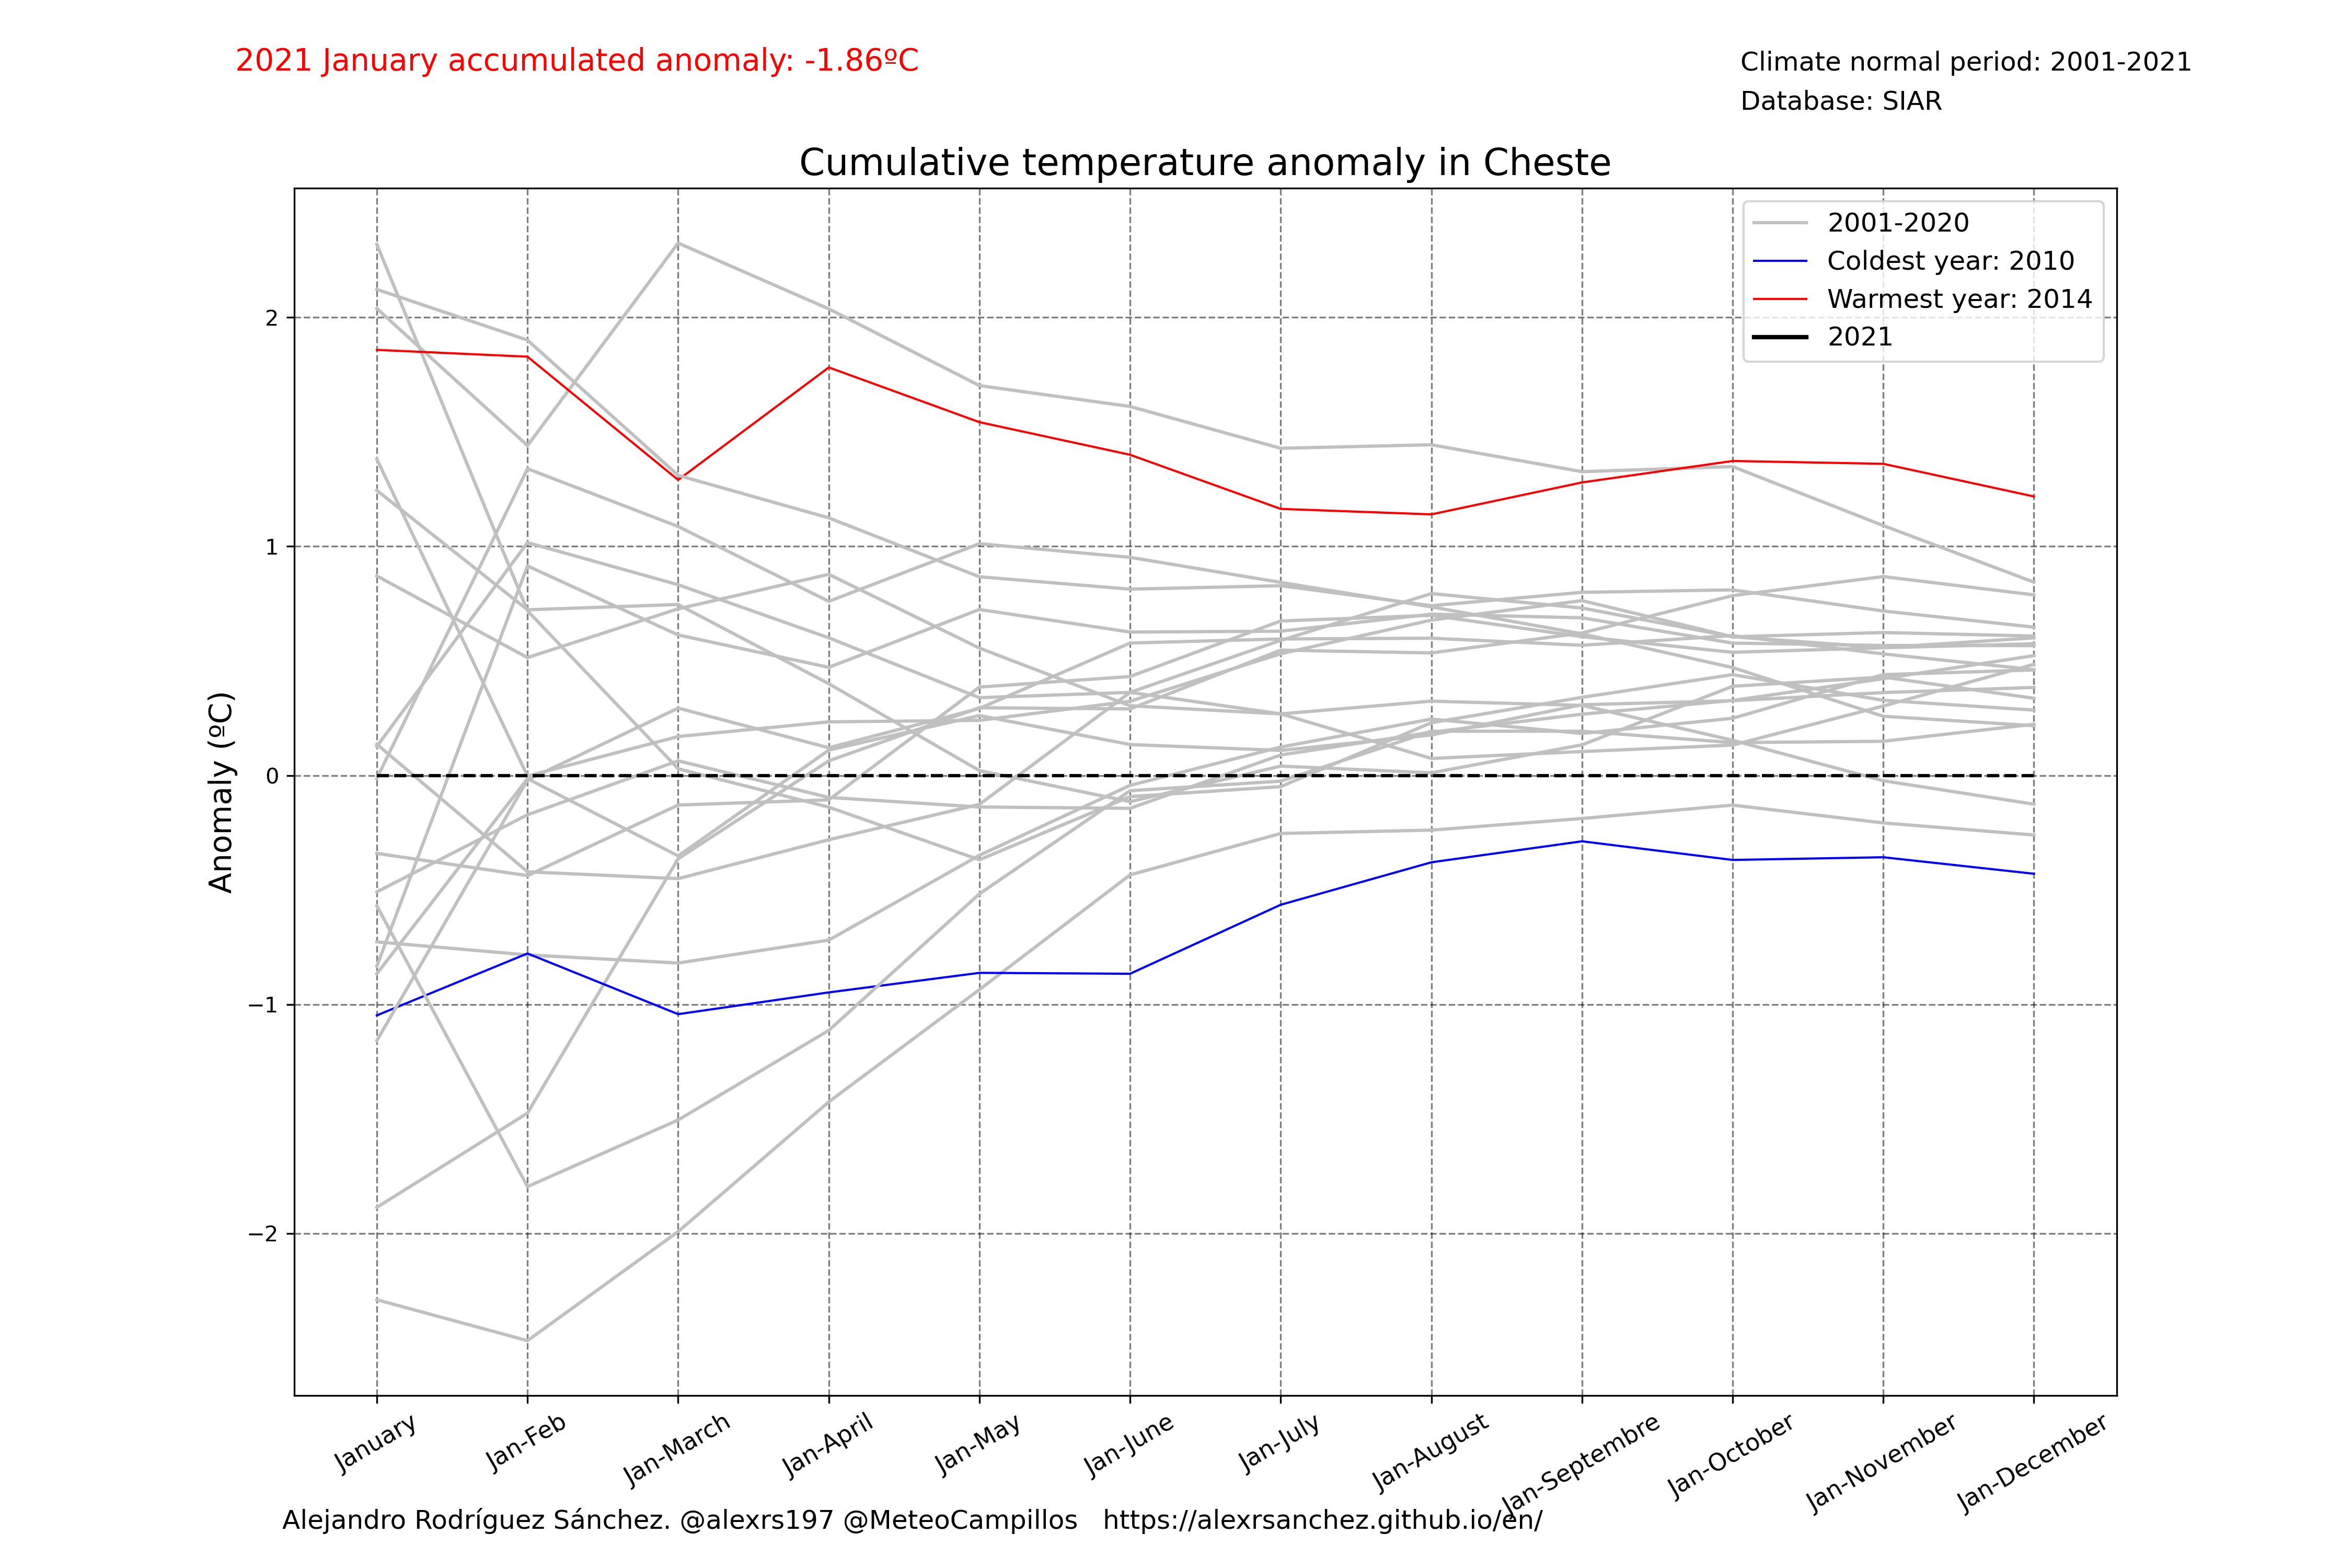 2021 January accumulated anomaly: -1.86ºC
Climate normal period: 2001-2021
Database: SIAR
Cumulative temperature anomaly in Cheste
2001-2020
Coldest year: 2010
Warmest year: 2014
2021
Anomaly (ºC)
2
1
0
−1
−2
January
Jan-Feb
Jan-March
Jan-April
Jan-May
Jan-June
Jan-July
Jan-August
Jan-Septembre
Jan-October
Jan-November
Jan-December
Alejandro Rodríguez Sánchez. @alexrs197 @MeteoCampillos   https://alexrsanchez.github.io/en/